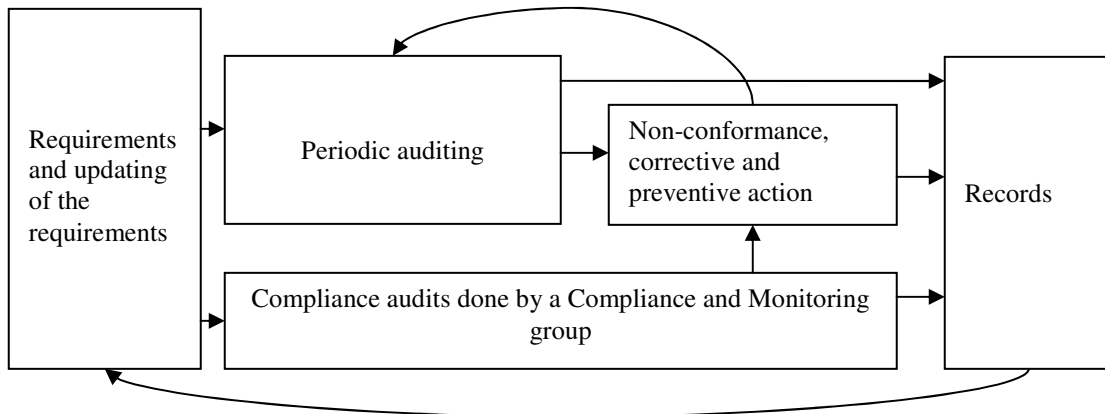 Requirements
and updating
of the
requirements
Periodic auditing
Non-conformance,
corrective and
preventive action
Records
Compliance audits done by a Compliance and Monitoring
group